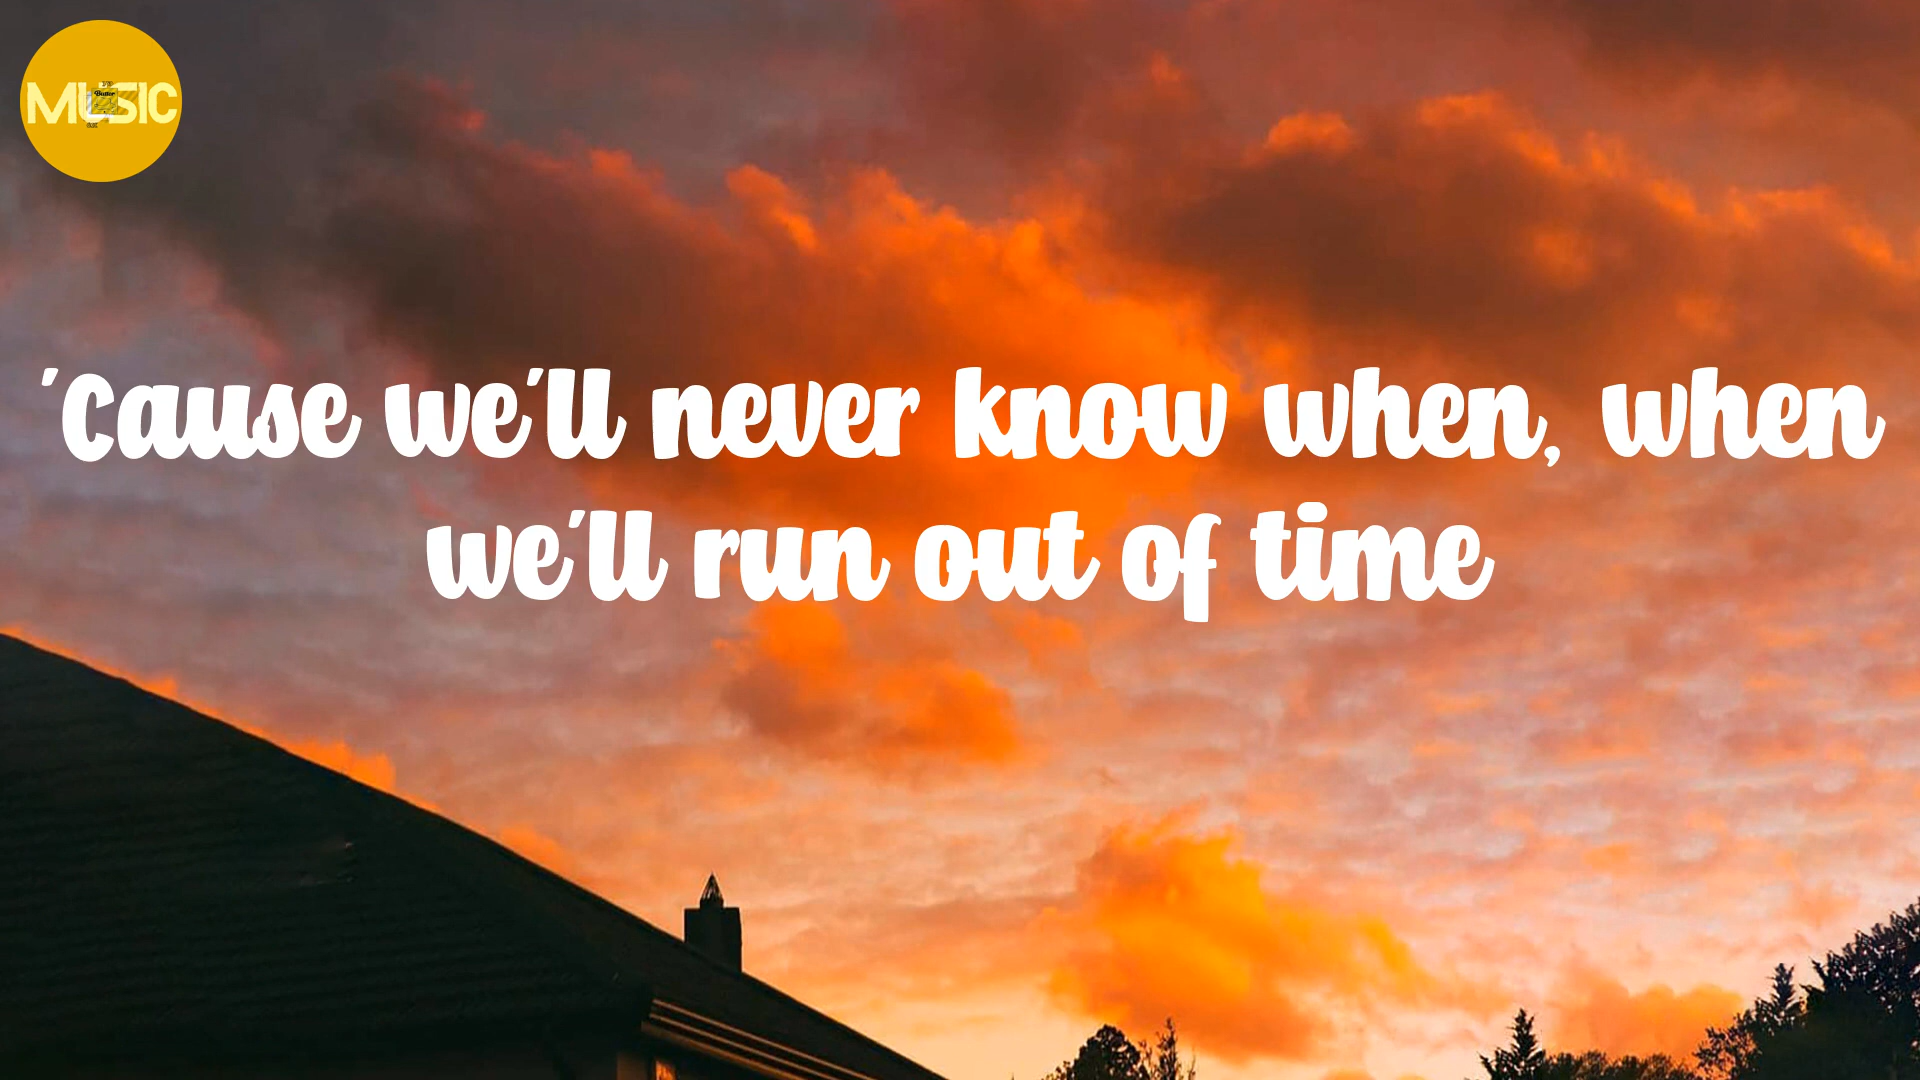 MUSIC
'Cause we'll never know when, when
we'll run out of time